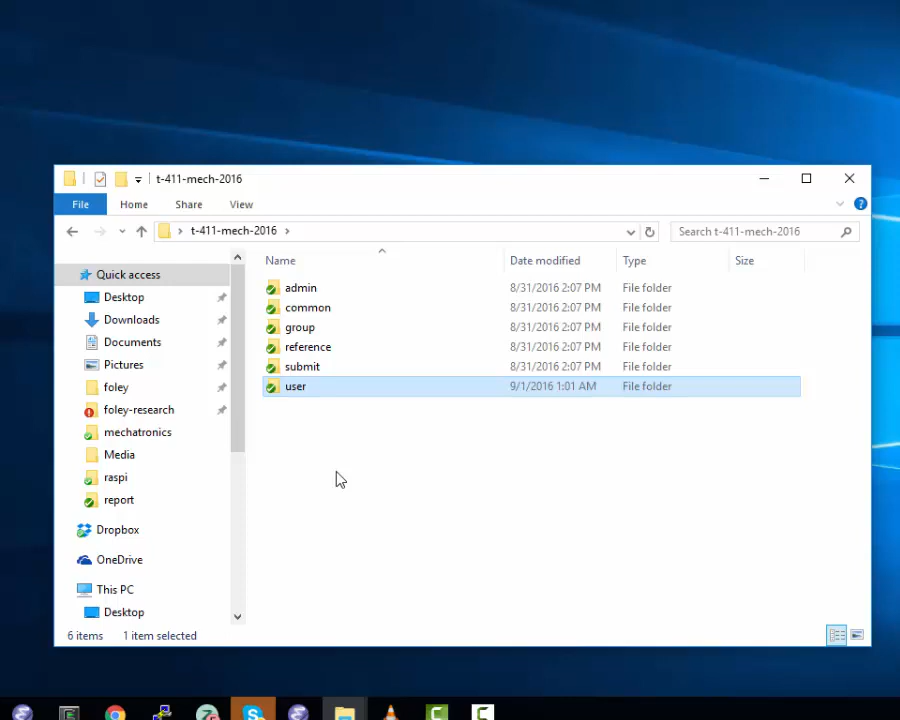 t-411-mech-2016
File Home Share View
t-411-mech-2016 Search t-411-mech-2016
Name Date modified Type Size
Quick access
Desktop
Downloads
Documents
Pictures
foley
foley-research
mechatronics
Media
raspi
report
Dropbox
OneDrive
This PC
Desktop
admin 8/31/2016 2:07 PM File folder
common 8/31/2016 2:07 PM File folder
group 8/31/2016 2:07 PM File folder
reference 8/31/2016 2:07 PM File folder
submit 8/31/2016 2:07 PM File folder
user 9/1/2016 1:01 AM File folder
6 items 1 item selected